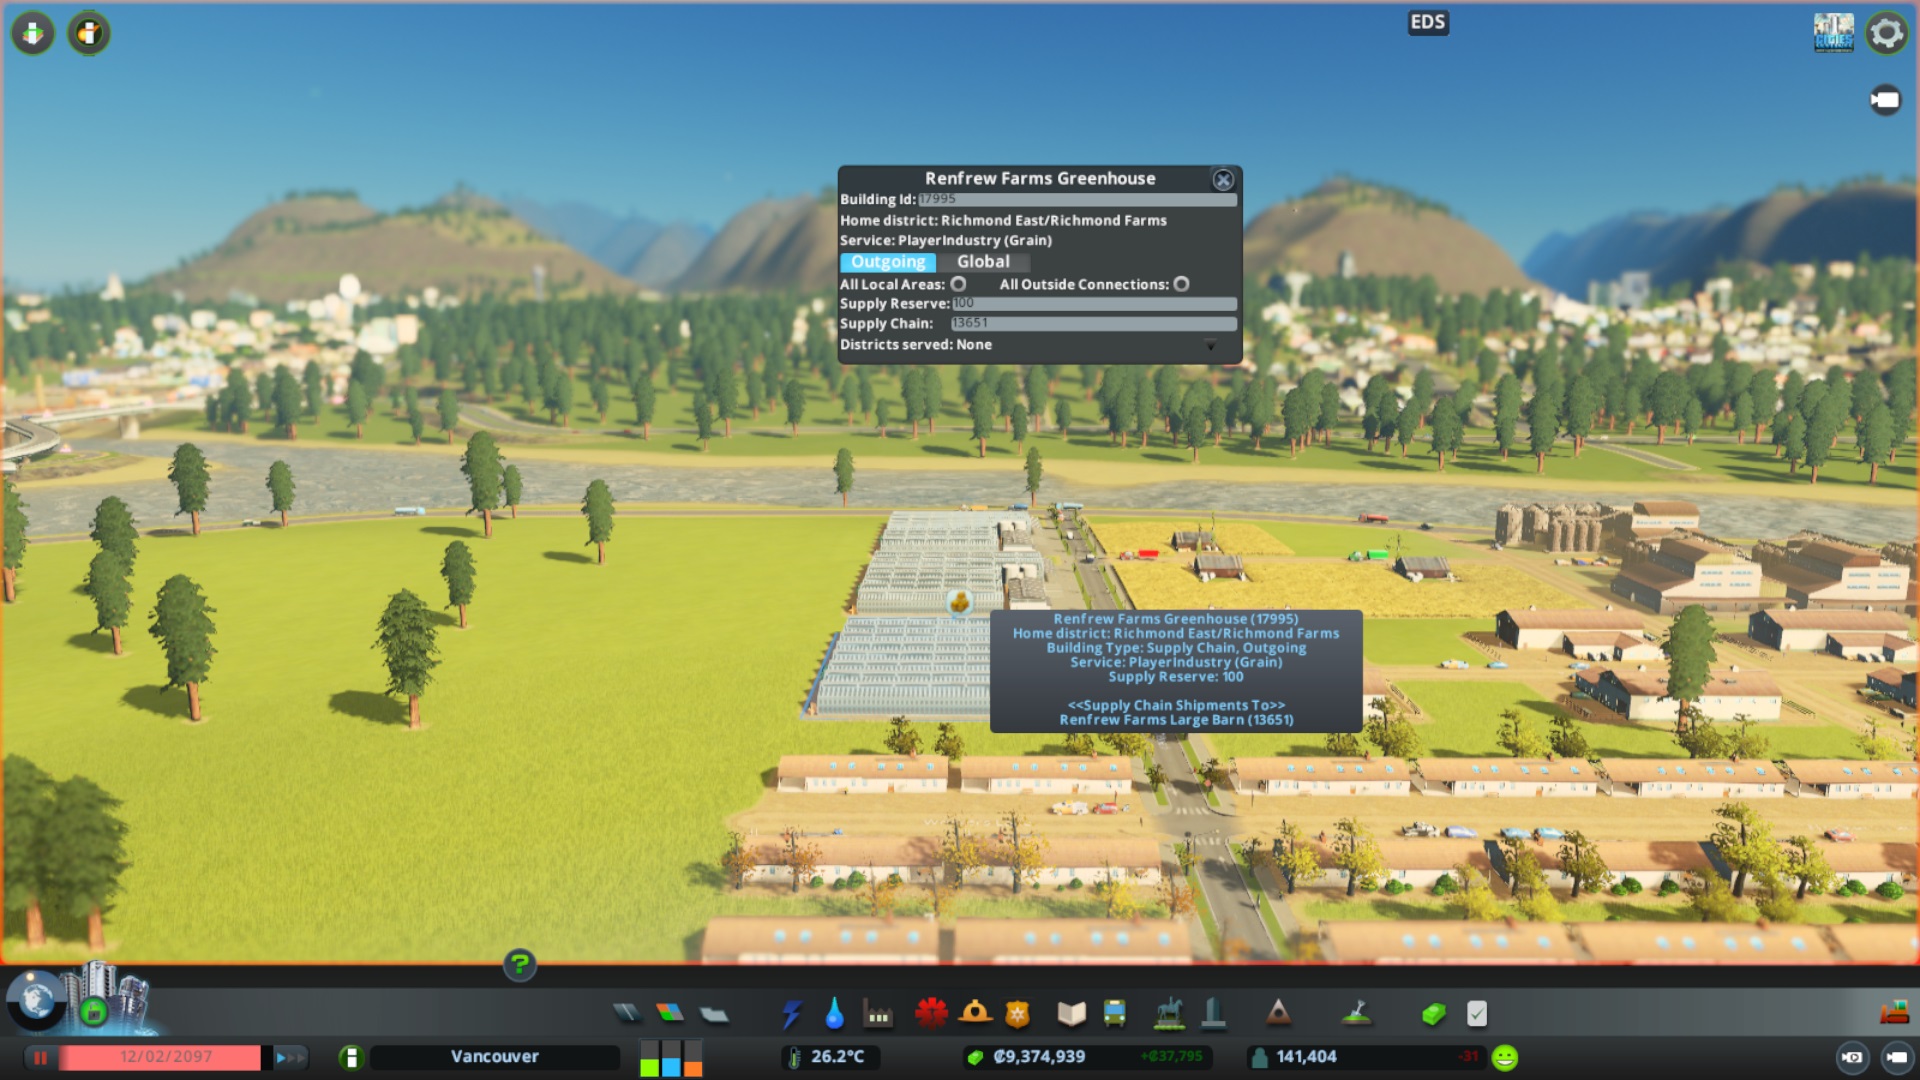 EDS
CITIES
Renfrew Farms Greenhouse
Building Id: 17995
Home district: Richmond East/Richmond Farms
Service: PlayerIndustry (Grain)
Outgoing Global
All Local Areas: All Outside Connections:
Supply Reserve: 100
Supply Chain: 13651
Districts served: None
Renfrew Farms Greenhouse (17995)
Home district: Richmond East/Richmond Farms
Building Type: Supply Chain, Outgoing
Service: PlayerIndustry (Grain)
Supply Reserve: 100
<<Supply Chain Shipments To>>
Renfrew Farms Large Barn (13651)
?
12/02/2097 Vancouver 26.2°C ₡9,374,939 +₡37,795 141,404 -31